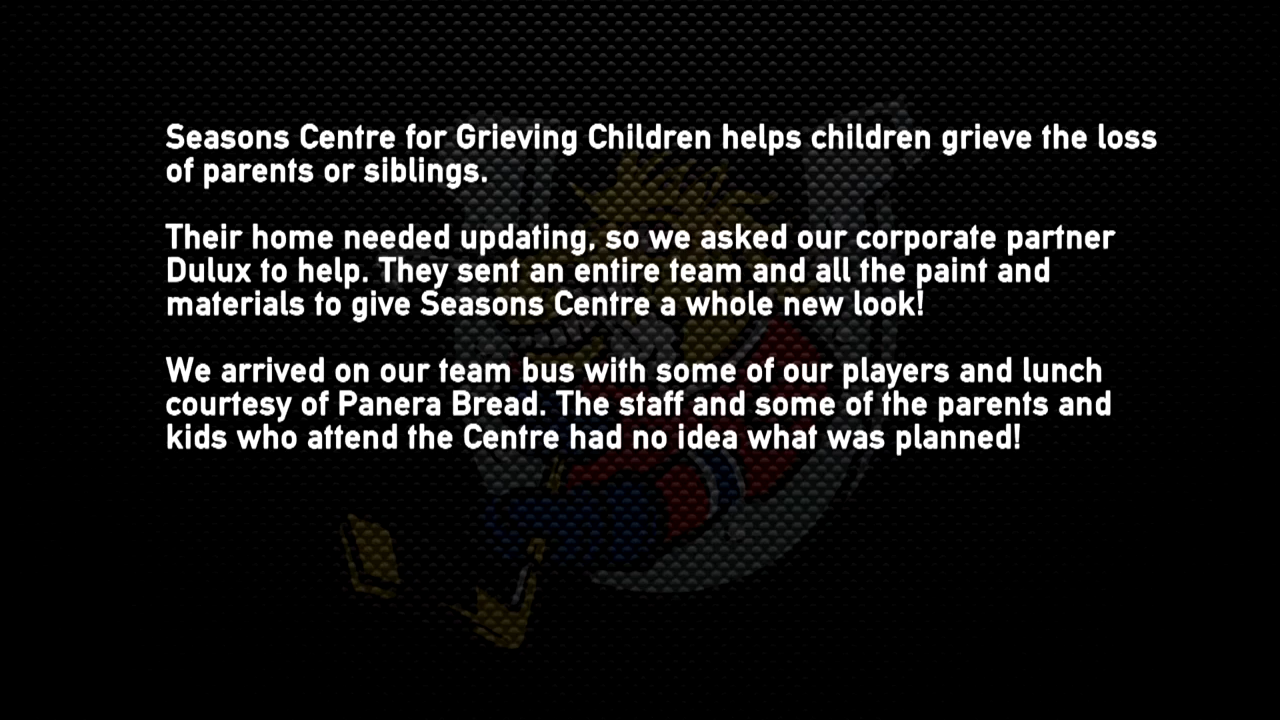 Seasons Centre for Grieving Children helps children grieve the loss
of parents or siblings.
Their home needed updating, so we asked our corporate partner
Dulux to help. They sent an entire team and all the paint and
materials to give Seasons Centre a whole new look!
We arrived on our team bus with some of our players and lunch
courtesy of Panera Bread. The staff and some of the parents and
kids who attend the Centre had no idea what was planned!